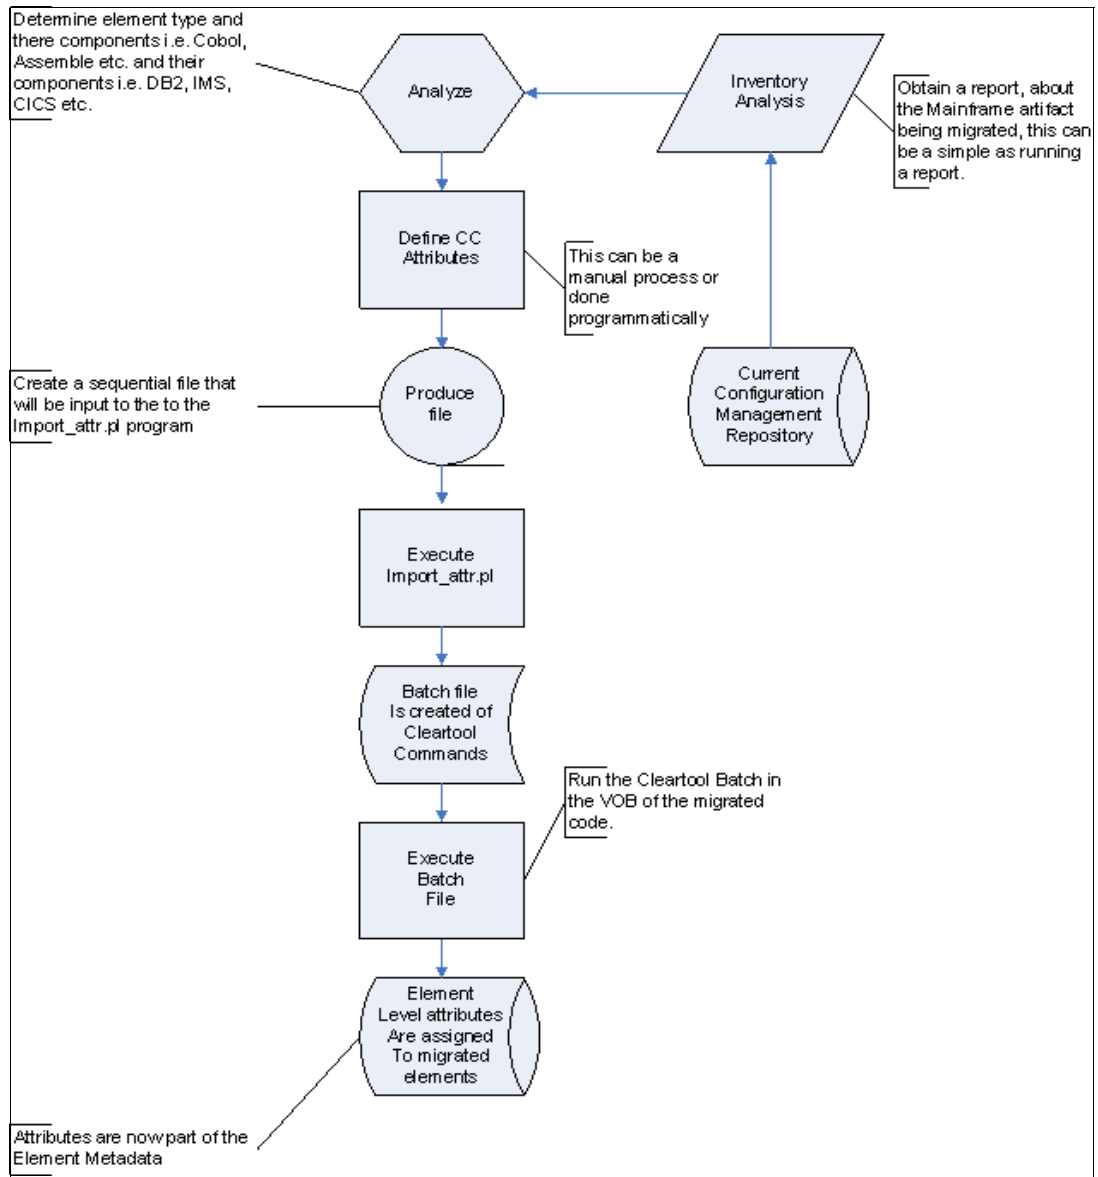 Determine element type and
there components i.e. Cobol,
Assemble etc. and their
components i.e. DB2, IMS,
CICS etc.
Analyze
Inventory
Analysis
Obtain a report, about
the Mainframe artifact
being migrated, this can
be a simple as running
a report.
Define CC
Attributes
This can be a
manual process or
done
programmatically
Create a sequential file that
will be input to the to the
Import_attr.pl program
Produce
file
Current
Configuration
Management
Repository
Execute
Import_attr.pl
Batch file
Is created of
Cleartool
Commands
Run the Cleartool Batch in
the VOB of the migrated
code.
Execute
Batch
File
Element
Level attributes
Are assigned
To migrated
elements
Attributes are now part of the
Element Metadata